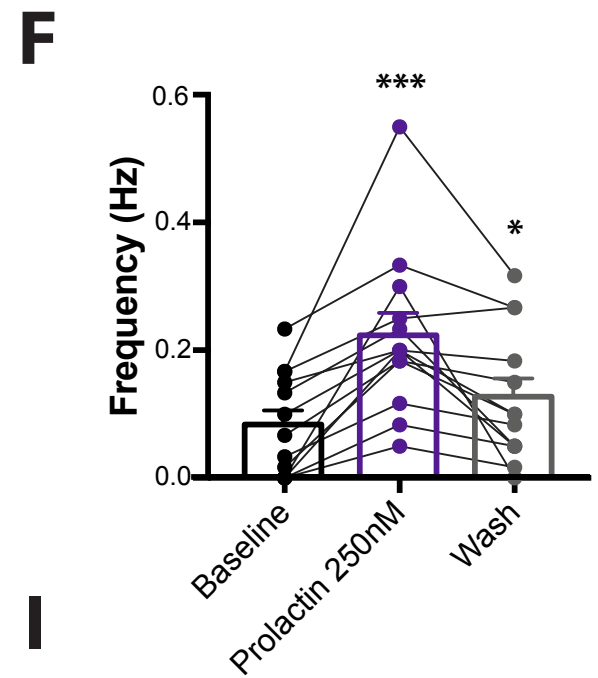 F
***
*
0.6
0.4
0.2
0.0
Frequency (Hz)
Baseline
Prolactin 250nM
Wash
I